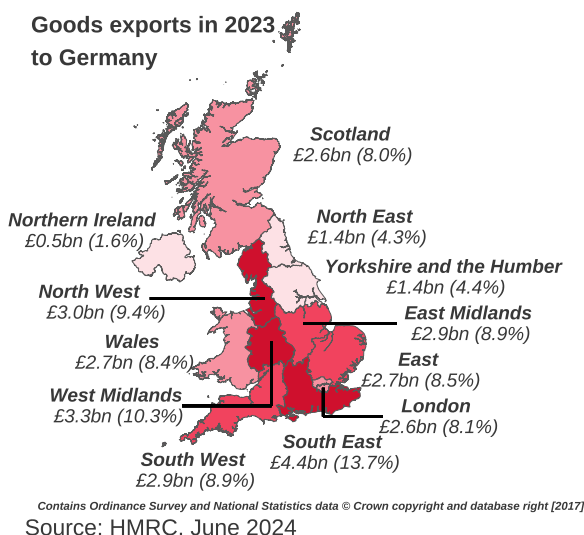 Goods exports in 2023
to Germany
Scotland
£2.6bn (8.0%)
Northern Ireland
£0.5bn (1.6%)
North East
£1.4bn (4.3%)
Yorkshire and the Humber
£1.4bn (4.4%)
North West
£3.0bn (9.4%)
East Midlands
£2.9bn (8.9%)
Wales
£2.7bn (8.4%)
East
£2.7bn (8.5%)
West Midlands
£3.3bn (10.3%)
London
£2.6bn (8.1%)
South East
£4.4bn (13.7%)
South West
£2.9bn (8.9%)
Contains Ordinance Survey and National Statistics data © Crown copyright and database right [2017]
Source: HMRC, June 2024